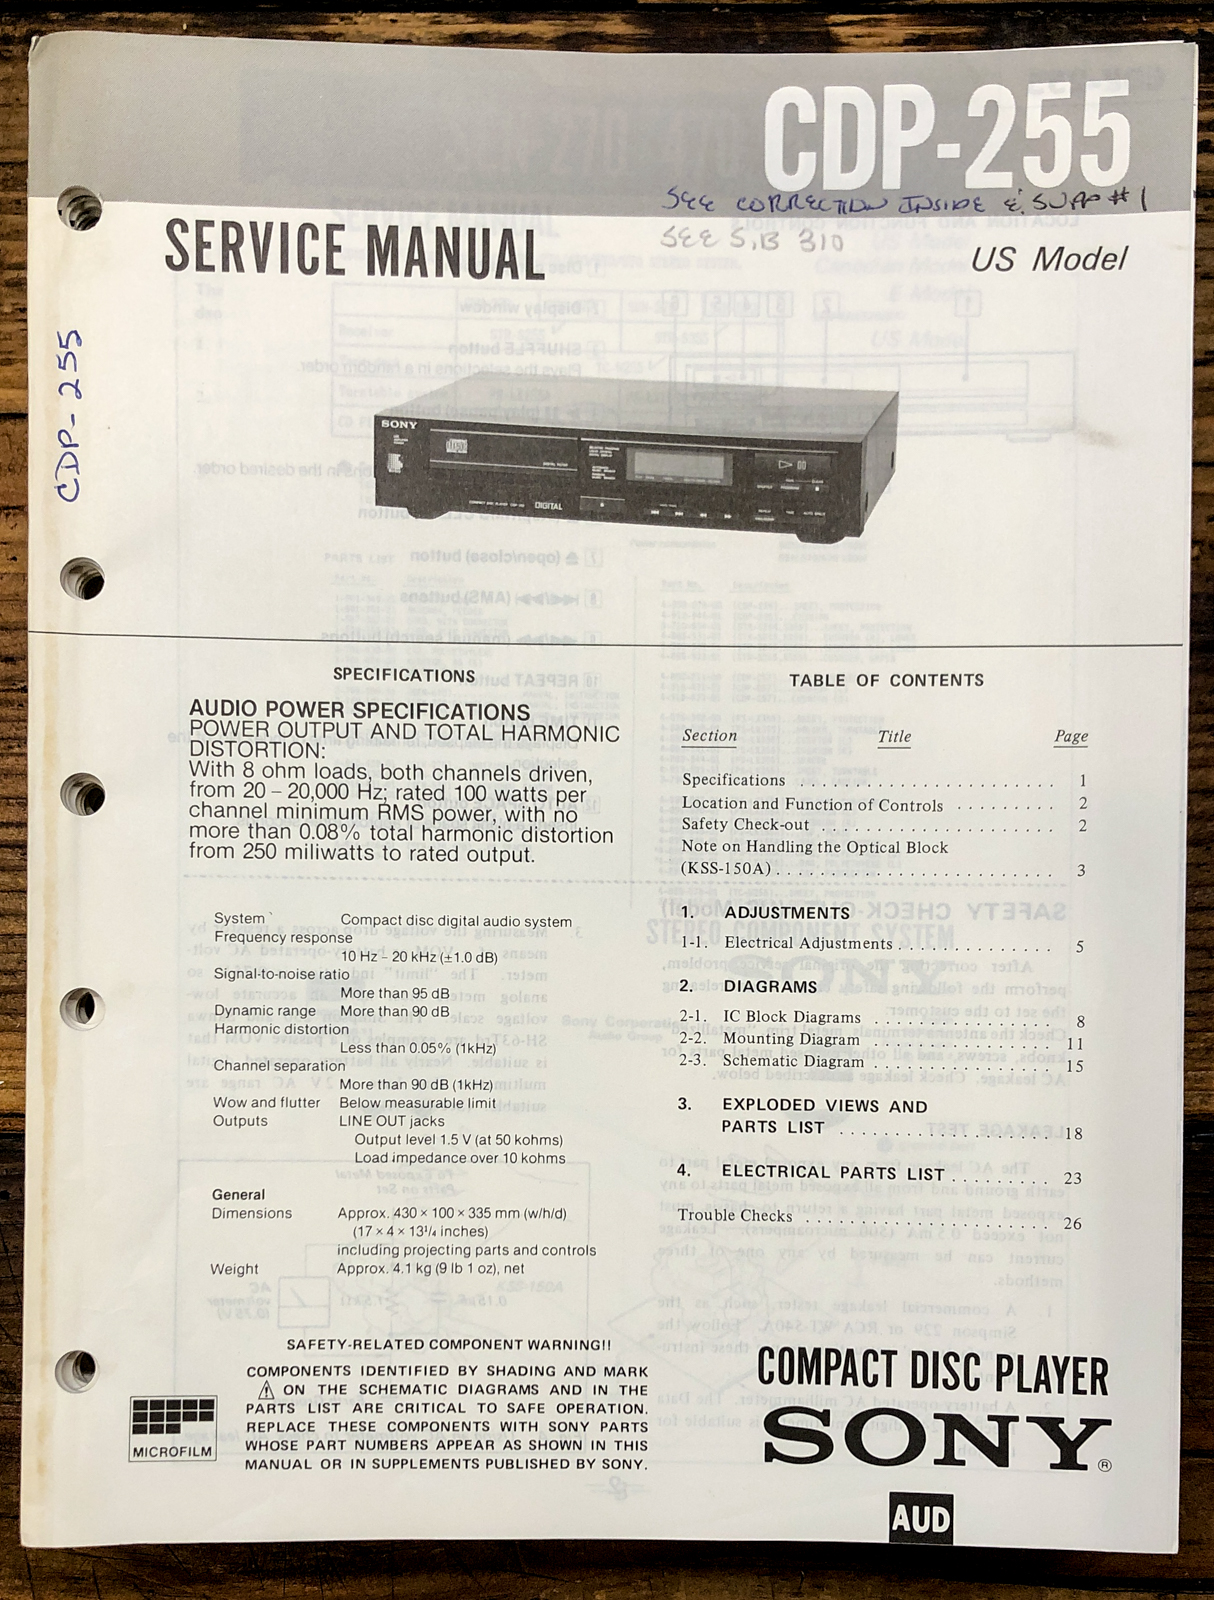 CDP-255
SEE CORRECTION INSIDE & SUPP #1
SEE S.B 310
SERVICE MANUAL
US Model
CDP-255
SONY
DIGITAL
SPECIFICATIONS
AUDIO POWER SPECIFICATIONS
POWER OUTPUT AND TOTAL HARMONIC
DISTORTION:
With 8 ohm loads, both channels driven,
from 20 – 20,000 Hz; rated 100 watts per
channel minimum RMS power, with no
more than 0.08% total harmonic distortion
from 250 miliwatts to rated output.
System Compact disc digital audio system
Frequency response
10 Hz – 20 kHz (±1.0 dB)
Signal-to-noise ratio
More than 95 dB
Dynamic range More than 90 dB
Harmonic distortion
Less than 0.05% (1kHz)
Channel separation
More than 90 dB (1kHz)
Wow and flutter Below measurable limit
Outputs LINE OUT jacks
Output level 1.5 V (at 50 kohms)
Load impedance over 10 kohms
General
Dimensions Approx. 430 × 100 × 335 mm (w/h/d)
(17 × 4 × 13¼ inches)
including projecting parts and controls
Weight Approx. 4.1 kg (9 lb 1 oz), net
SAFETY-RELATED COMPONENT WARNING!!
COMPONENTS IDENTIFIED BY SHADING AND MARK
⚠ ON THE SCHEMATIC DIAGRAMS AND IN THE
PARTS LIST ARE CRITICAL TO SAFE OPERATION.
REPLACE THESE COMPONENTS WITH SONY PARTS
WHOSE PART NUMBERS APPEAR AS SHOWN IN THIS
MANUAL OR IN SUPPLEMENTS PUBLISHED BY SONY.
MICROFILM
TABLE OF CONTENTS
Section Title Page
Specifications . . . . . . . . . . 1
Location and Function of Controls . . . . . . . . . 2
Safety Check-out . . . . . . . . . . 2
Note on Handling the Optical Block
(KSS-150A) . . . . . . . . . . 3
1. ADJUSTMENTS
1-1. Electrical Adjustments . . . . . . . . . . 5
2. DIAGRAMS
2-1. IC Block Diagrams . . . . . . . . . . 8
2-2. Mounting Diagram . . . . . . . . . . 11
2-3. Schematic Diagram . . . . . . . . . . 15
3. EXPLODED VIEWS AND
PARTS LIST . . . . . . . . . . 18
4. ELECTRICAL PARTS LIST . . . . . . . . . 23
Trouble Checks . . . . . . . . . . 26
COMPACT DISC PLAYER
SONY®
AUD